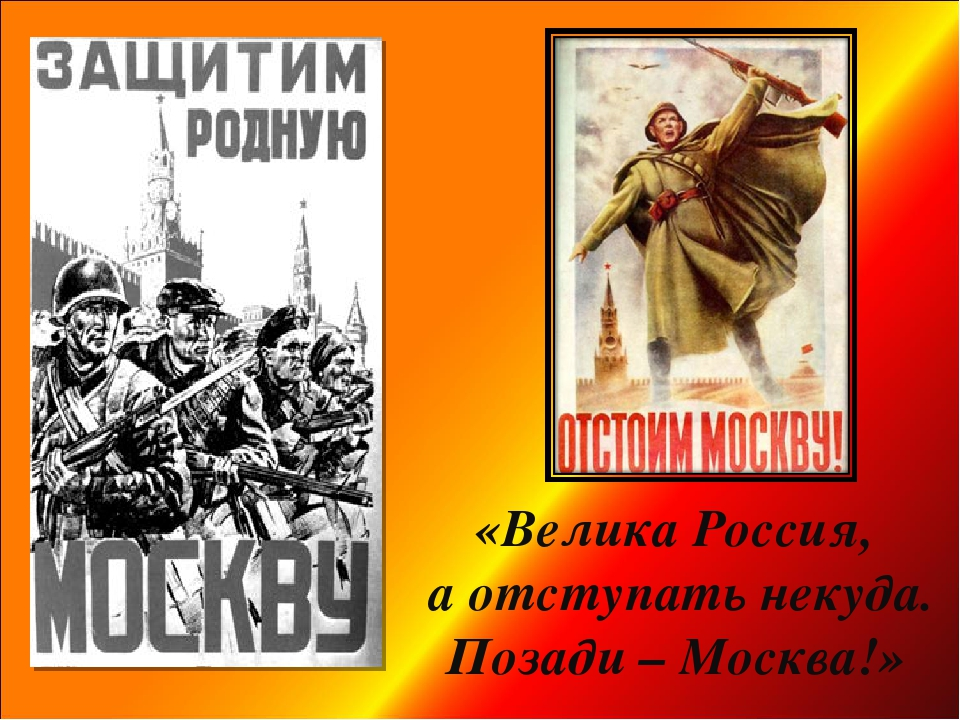 ЗАЩИТИМ
РОДНУЮ
МОСКВУ
ОТСТОИМ МОСКВУ!
«Велика Россия,
а отступать некуда.
Позади – Москва!»